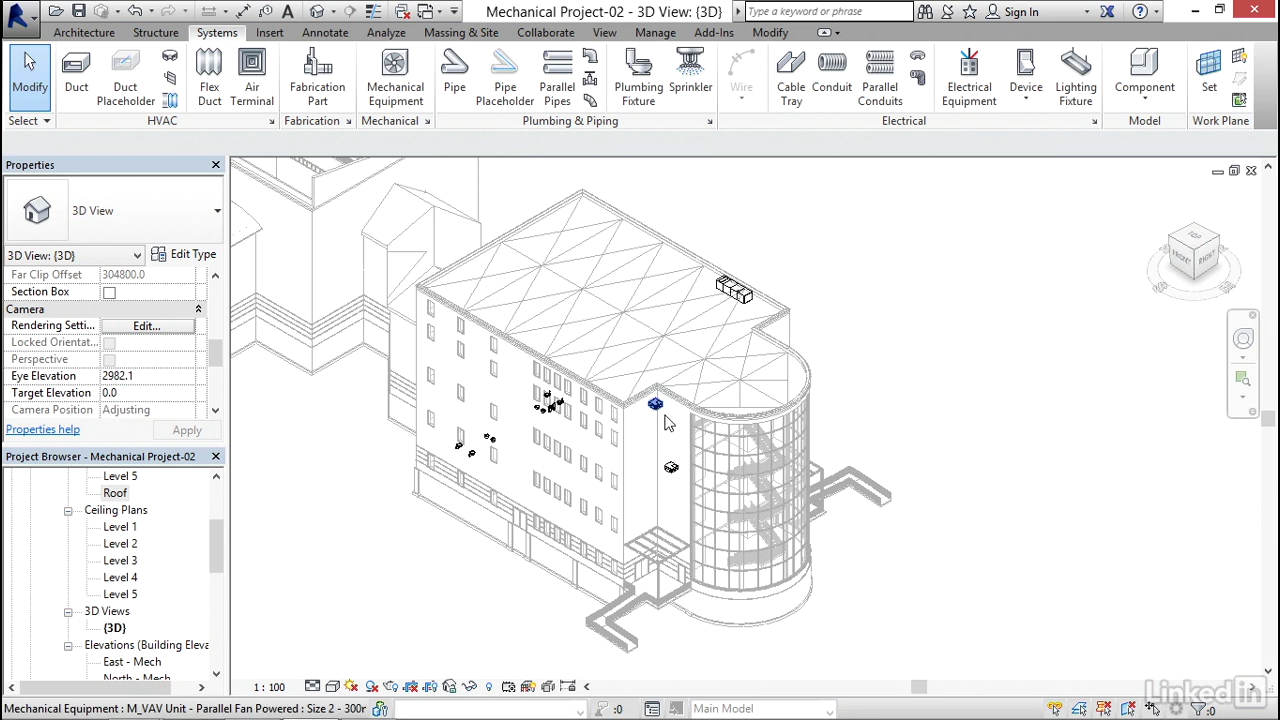 Mechanical Project-02 - 3D View: {3D}
Type a keyword or phrase
Sign In
Architecture
Structure
Systems
Insert
Annotate
Analyze
Massing & Site
Collaborate
View
Manage
Add-Ins
Modify
Modify
Duct
Duct
Placeholder
Flex
Duct
Air
Terminal
Fabrication
Part
Mechanical
Equipment
Pipe
Pipe
Placeholder
Parallel
Pipes
Plumbing
Fixture
Sprinkler
Wire
Cable
Tray
Conduit
Parallel
Conduits
Electrical
Equipment
Device
Lighting
Fixture
Component
Set
Select
HVAC
Fabrication
Mechanical
Plumbing & Piping
Electrical
Model
Work Plane
Properties
3D View
3D View: {3D}
Edit Type
Far Clip Offset 304800.0
Section Box
Camera
Rendering Setti... Edit...
Locked Orientat...
Perspective
Eye Elevation 2982.1
Target Elevation 0.0
Camera Position Adjusting
Properties help
Apply
Project Browser - Mechanical Project-02
Level 5
Roof
Ceiling Plans
Level 1
Level 2
Level 3
Level 4
Level 5
3D Views
{3D}
Elevations (Building Eleva
East - Mech
North - Mech
TOP
FRONT
RIGHT
1 : 100
Mechanical Equipment : M_VAV Unit - Parallel Fan Powered : Size 2 - 300r
:0
Main Model
:0
Linked in